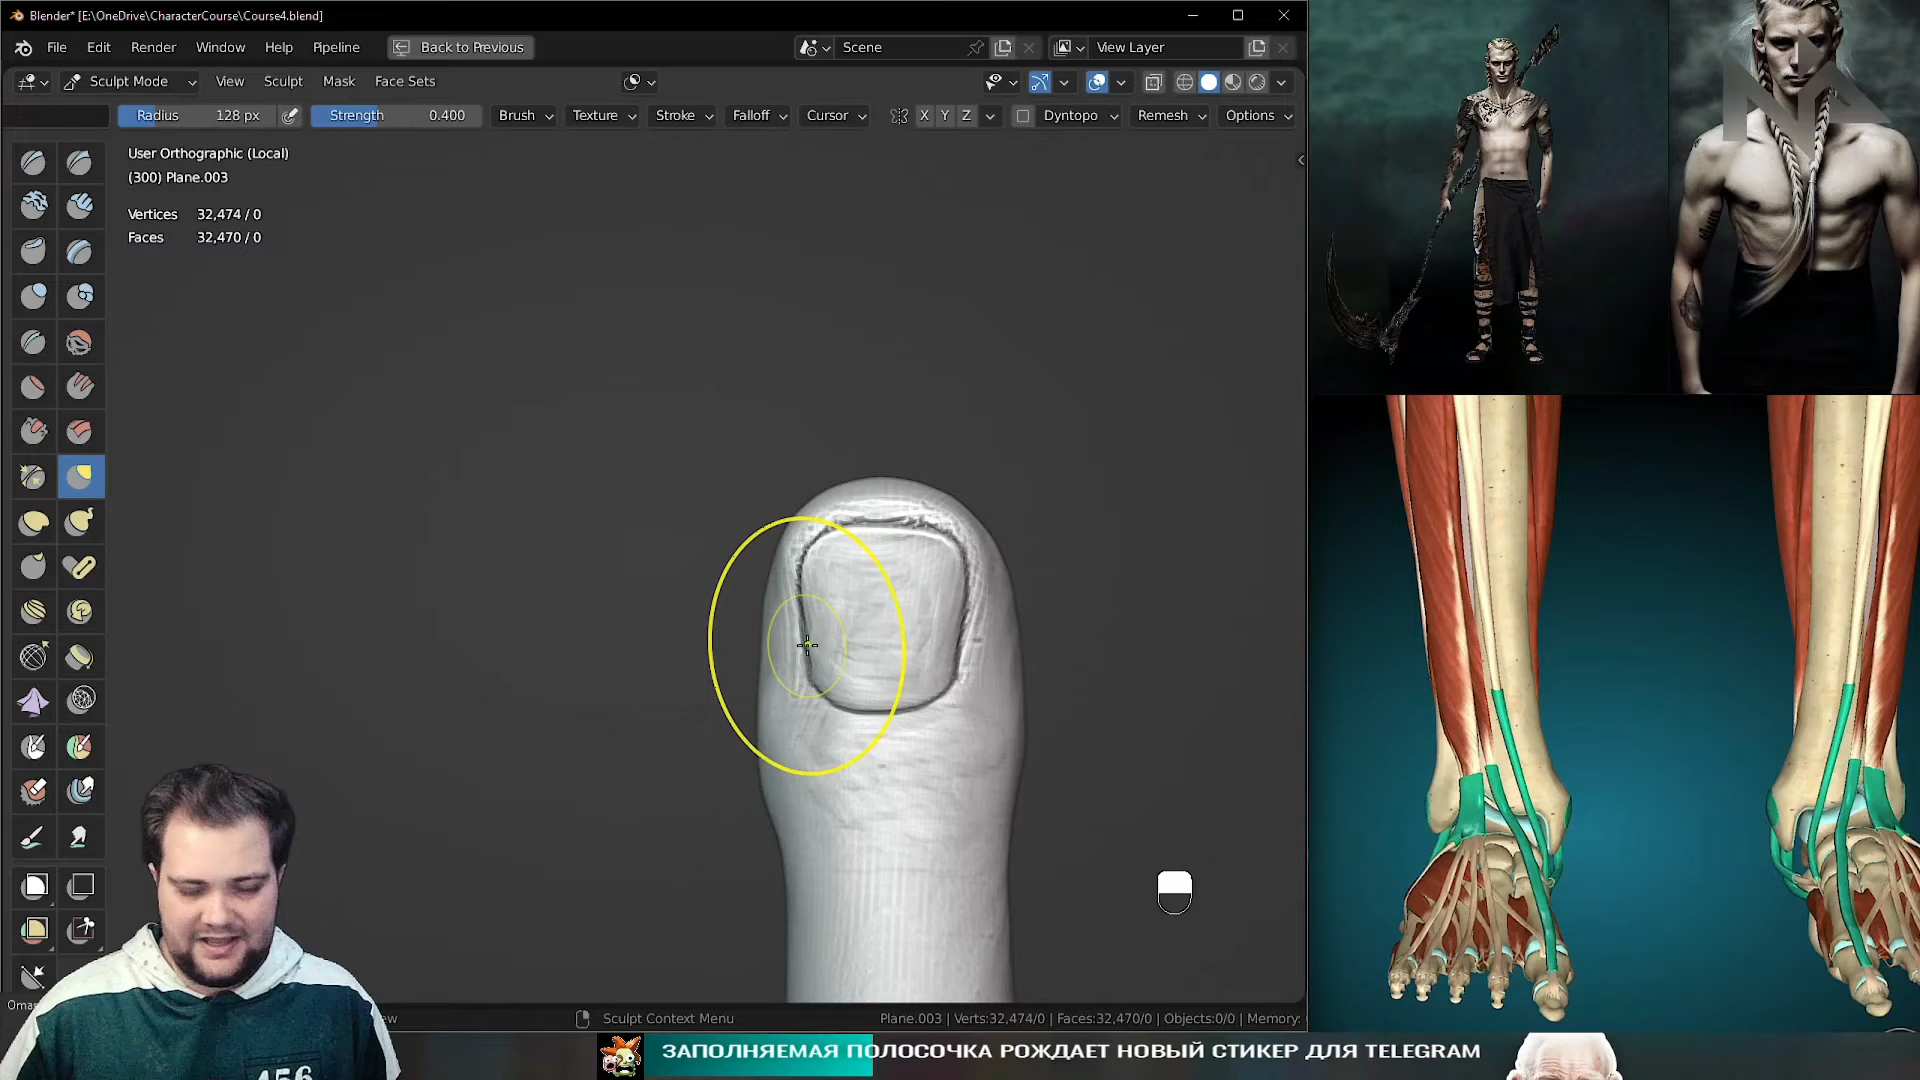 Blender* [E:\OneDrive\CharacterCourse\Course4.blend]
File Edit Render Window Help Pipeline Back to Previous Scene View Layer
Sculpt Mode View Sculpt Mask Face Sets
Radius 128 px Strength 0.400 Brush Texture Stroke Falloff Cursor X Y Z Dyntopo Remesh Options
User Orthographic (Local)
(300) Plane.003
Vertices 32,474 / 0
Faces 32,470 / 0
Sculpt Context Menu Plane.003 | Verts:32,474/0 | Faces:32,470/0 | Objects:0/0 | Memory:
ЗАПОЛНЯЕМАЯ ПОЛОСОЧКА РОЖДАЕТ НОВЫЙ СТИКЕР ДЛЯ TELEGRAM
456